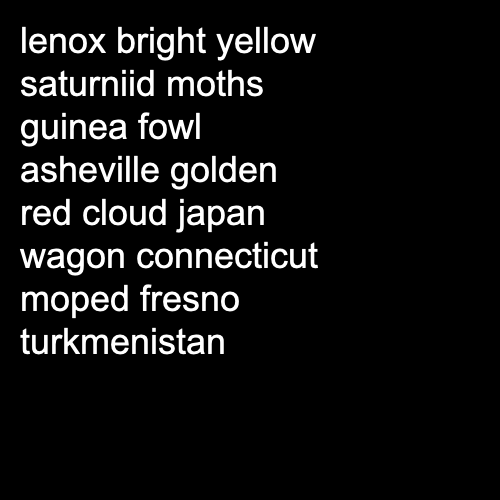 lenox bright yellow
saturniid moths
guinea fowl
asheville golden
red cloud japan
wagon connecticut
moped fresno
turkmenistan